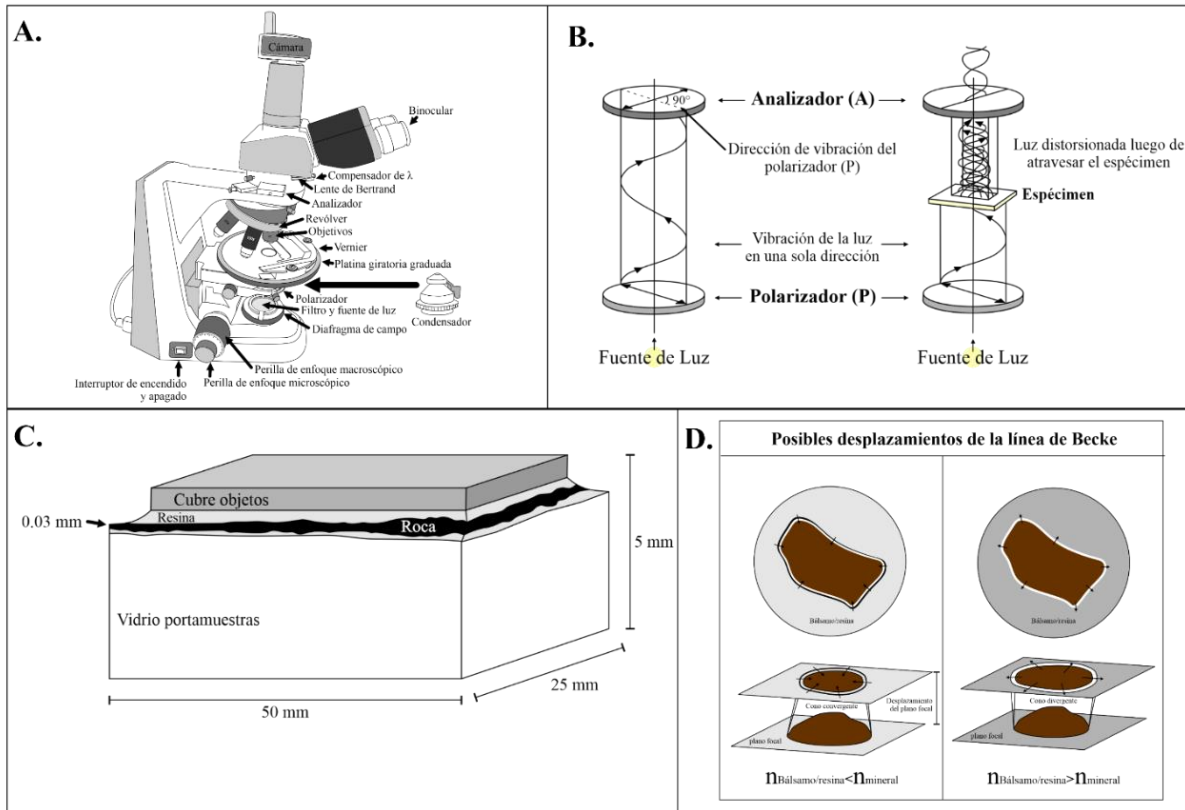 A.
Cámara
Binocular
Compensador de λ
Lente de Bertrand
Analizador
Revólver
Objetivos
Vernier
Platina giratoria graduada
Polarizador
Filtro y fuente de luz
Diafragma de campo
Condensador
Perilla de enfoque macroscópico
Interruptor de encendido
y apagado
Perilla de enfoque microscópico
B.
90°
Analizador (A)
Dirección de vibración del
polarizador (P)
Luz distorsionada luego de
atravesar el espécimen
Espécimen
Vibración de la luz
en una sola dirección
Polarizador (P)
Fuente de Luz
Fuente de Luz
C.
Cubre objetos
Resina
0.03 mm
Roca
5 mm
Vidrio portamuestras
25 mm
50 mm
D.
Posibles desplazamientos de la línea de Becke
Bálsamo/resina
Bálsamo/resina
Cono convergente
Desplazamiento
del plano focal
plano focal
nBálsamo/resina<nmineral
Cono divergente
plano focal
nBálsamo/resina>nmineral